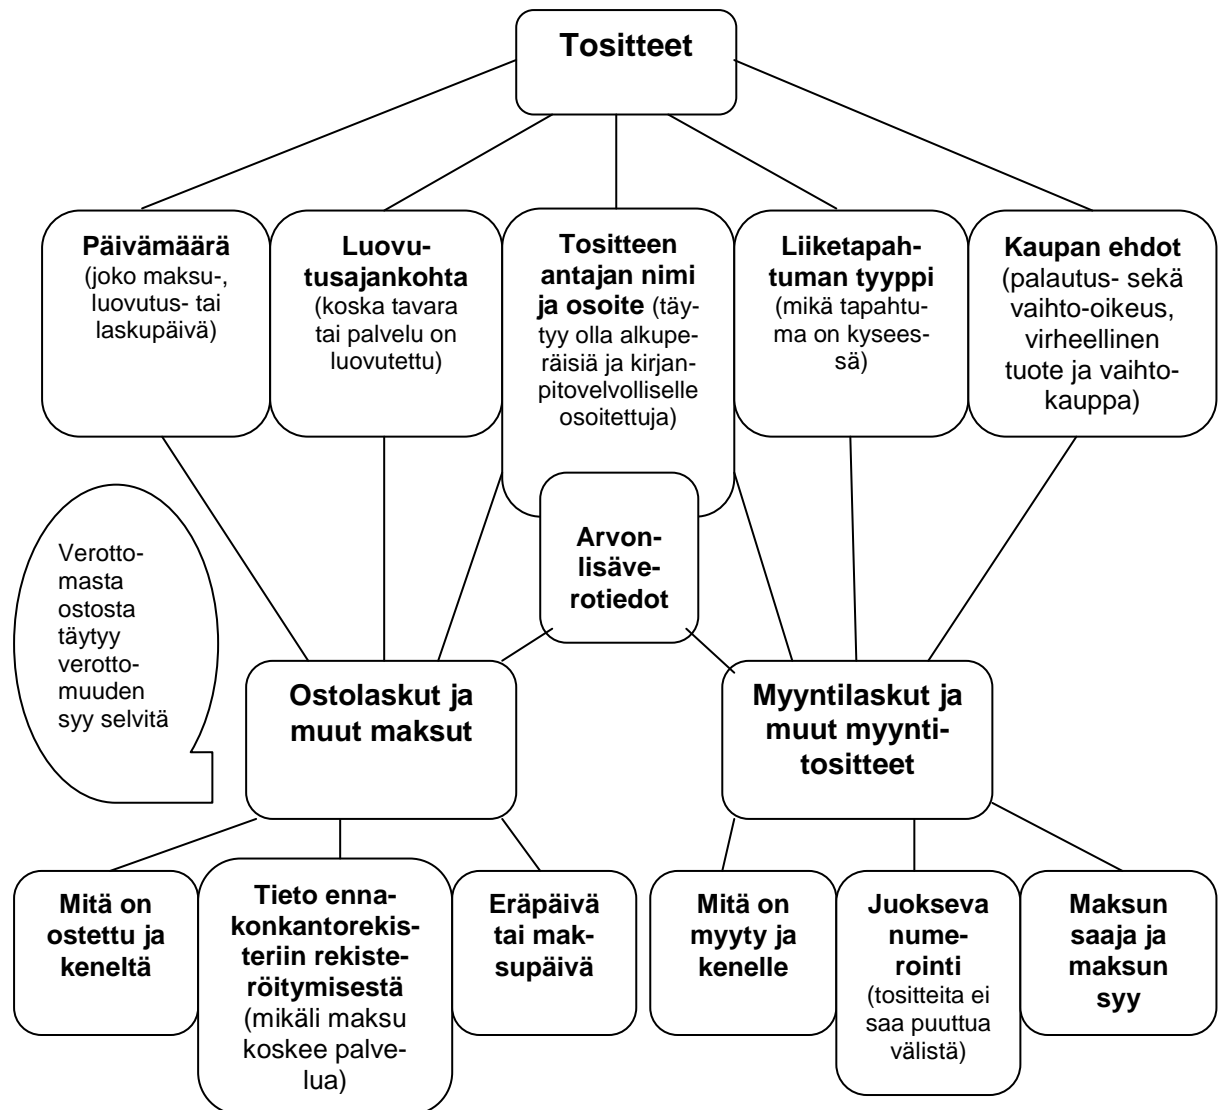 Tositteet
Päivämäärä
(joko maksu-,
luovutus- tai
laskupäivä)
Luovu-
tusajankohta
(koska tavara
tai palvelu on
luovutettu)
Tositteen
antajan nimi
ja osoite (täy-
tyy olla alkupe-
räisiä ja kirjan-
pitovelvolliselle
osoitettuja)
Liiketapah-
tuman tyyppi
(mikä tapahtu-
ma on kysees-
sä)
Kaupan ehdot
(palautus- sekä
vaihto-oikeus,
virheellinen
tuote ja vaihto-
kauppa)
Verotto-
masta
ostosta
täytyy
verotto-
muuden
syy selvitä
Arvon-
lisäve-
rotiedot
Ostolaskut ja
muut maksut
Myyntilaskut ja
muut myynti-
tositteet
Mitä on
ostettu ja
keneltä
Tieto enna-
konkantorekis-
teriin rekiste-
röitymisestä
(mikäli maksu
koskee palve-
lua)
Eräpäivä
tai mak-
supäivä
Mitä on
myyty ja
kenelle
Juokseva
nume-
rointi
(tositteita ei
saa puuttua
välistä)
Maksun
saaja ja
maksun
syy